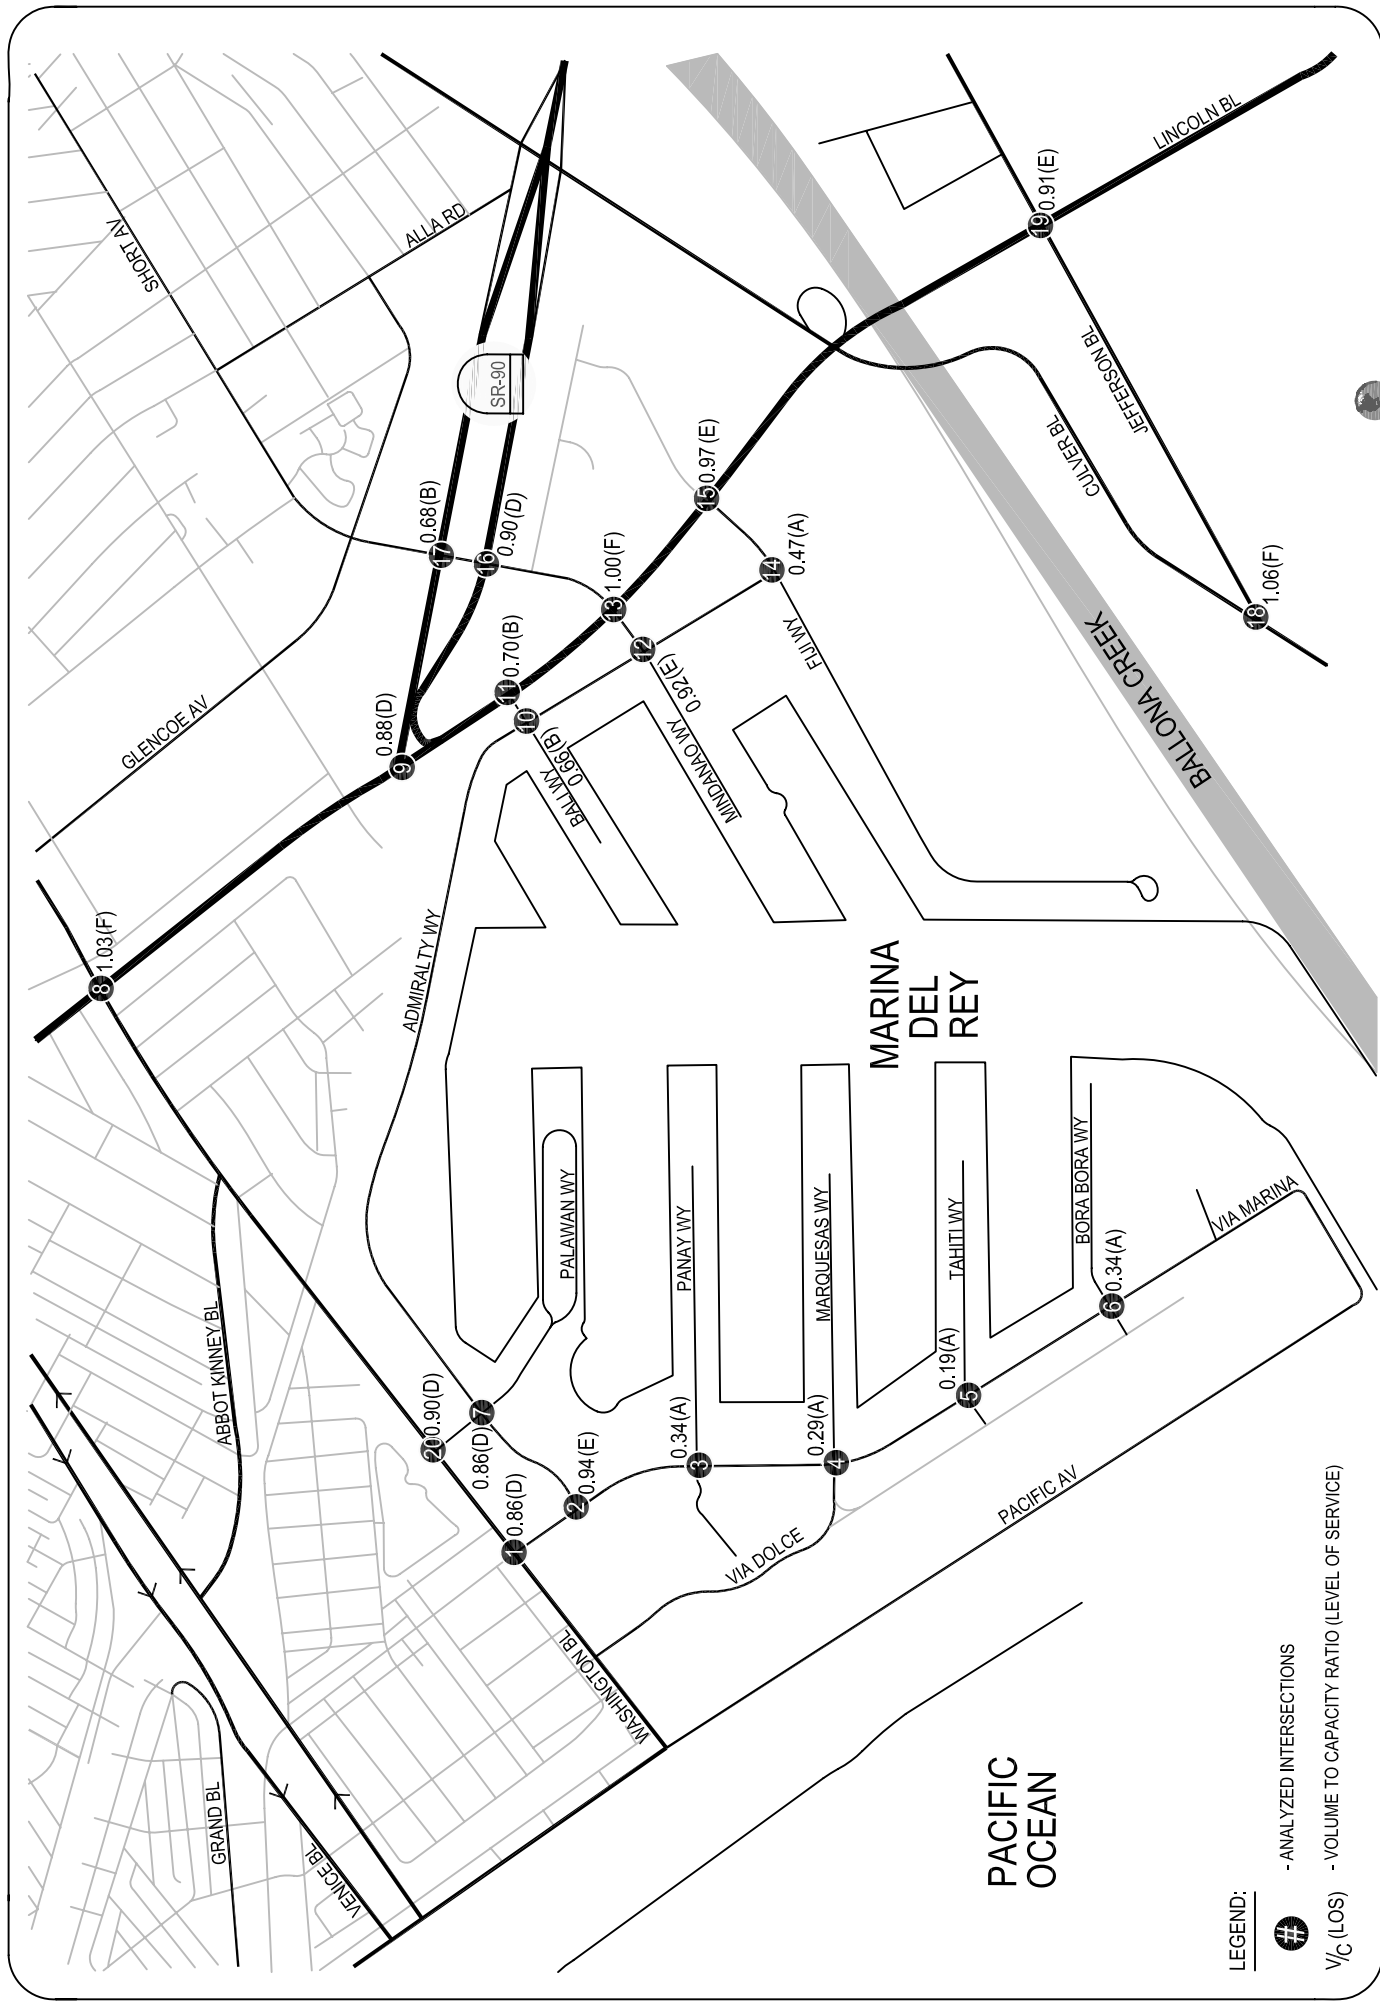 SHORT AV
ALLA RD
SR-90
GLENCOE AV
LINCOLN BL
JEFFERSON BL
CULVER BL
BALLONA CREEK
FIJI WY
MINDANAO WY
BALI WY
ADMIRALTY WY
MARINA
DEL
REY
PALAWAN WY
PANAY WY
MARQUESAS WY
TAHITI WY
BORA BORA WY
VIA MARINA
ABBOT KINNEY BL
GRAND BL
VENICE BL
WASHINGTON BL
VIA DOLCE
PACIFIC AV
PACIFIC
OCEAN
1 0.86(D)
2 0.94(E)
3 0.34(A)
4 0.29(A)
5 0.19(A)
6 0.34(A)
7 0.86(D)
8 1.03(F)
9 0.88(D)
10 0.66(B)
11 0.70(B)
12 0.92(E)
13 1.00(F)
14 0.47(A)
15 0.97(E)
16 0.90(D)
17 0.68(B)
18 1.06(F)
19 0.91(E)
20 0.90(D)
LEGEND:
# - ANALYZED INTERSECTIONS
V/C (LOS) - VOLUME TO CAPACITY RATIO (LEVEL OF SERVICE)